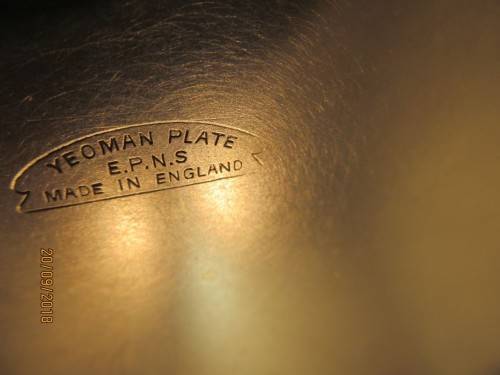 YEOMAN PLATE
E.P.N.S
MADE IN ENGLAND
20/09/2018